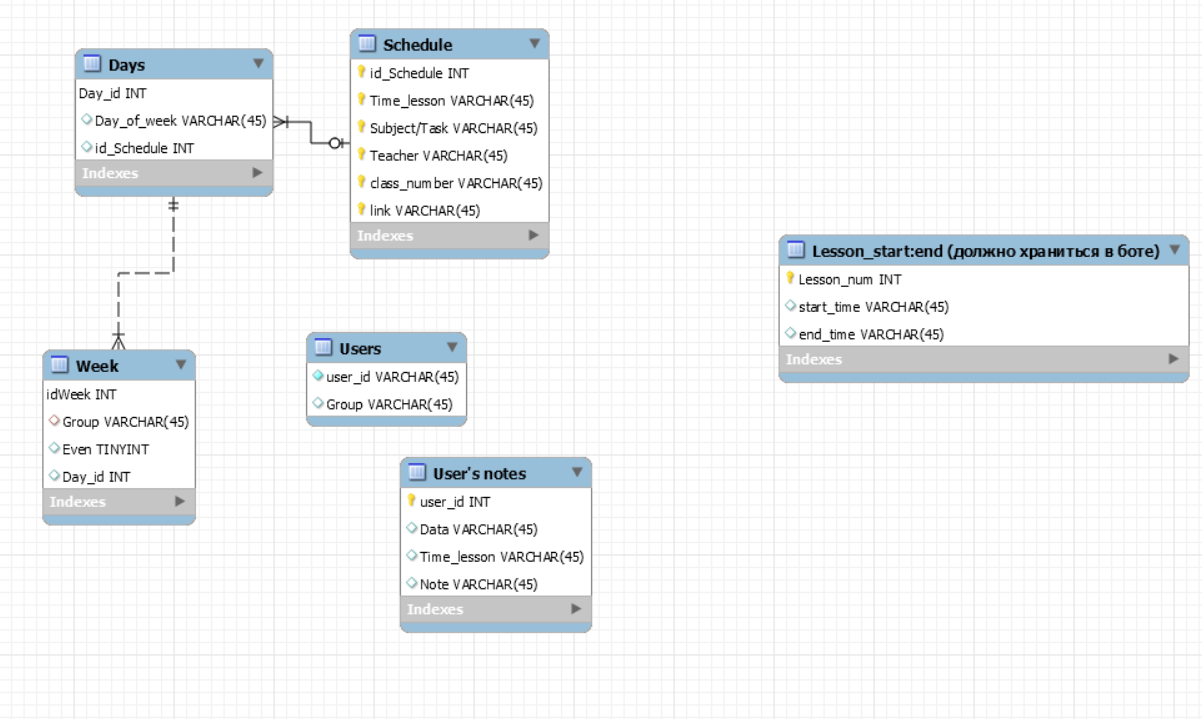 Days
Day_id INT
Day_of_week VARCHAR(45)
id_Schedule INT
Indexes
Schedule
id_Schedule INT
Time_lesson VARCHAR(45)
Subject/Task VARCHAR(45)
Teacher VARCHAR(45)
class_number VARCHAR(45)
link VARCHAR(45)
Indexes
Lesson_start:end (должно храниться в боте)
Lesson_num INT
start_time VARCHAR(45)
end_time VARCHAR(45)
Indexes
Week
idWeek INT
Group VARCHAR(45)
Even TINYINT
Day_id INT
Indexes
Users
user_id VARCHAR(45)
Group VARCHAR(45)
User's notes
user_id INT
Data VARCHAR(45)
Time_lesson VARCHAR(45)
Note VARCHAR(45)
Indexes